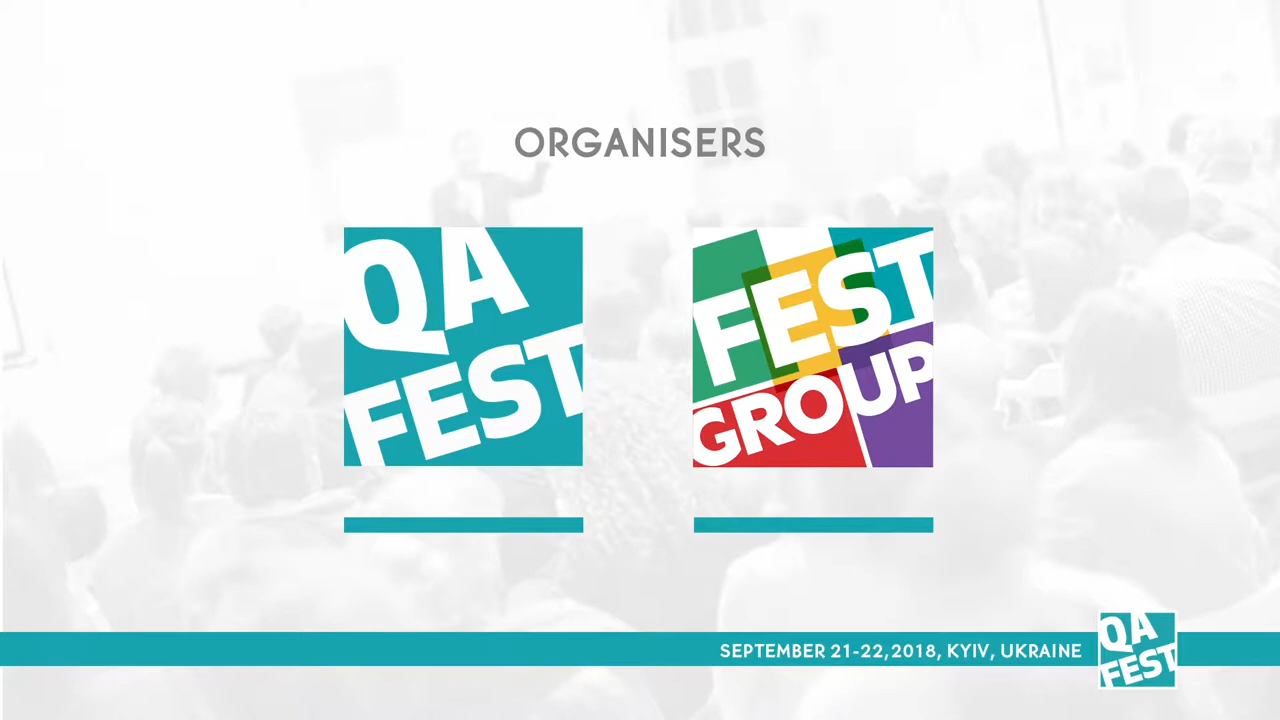 ORGANISERS
QA
FEST
FEST
GROUP
SEPTEMBER 21-22,2018, KYIV, UKRAINE
QA
FEST